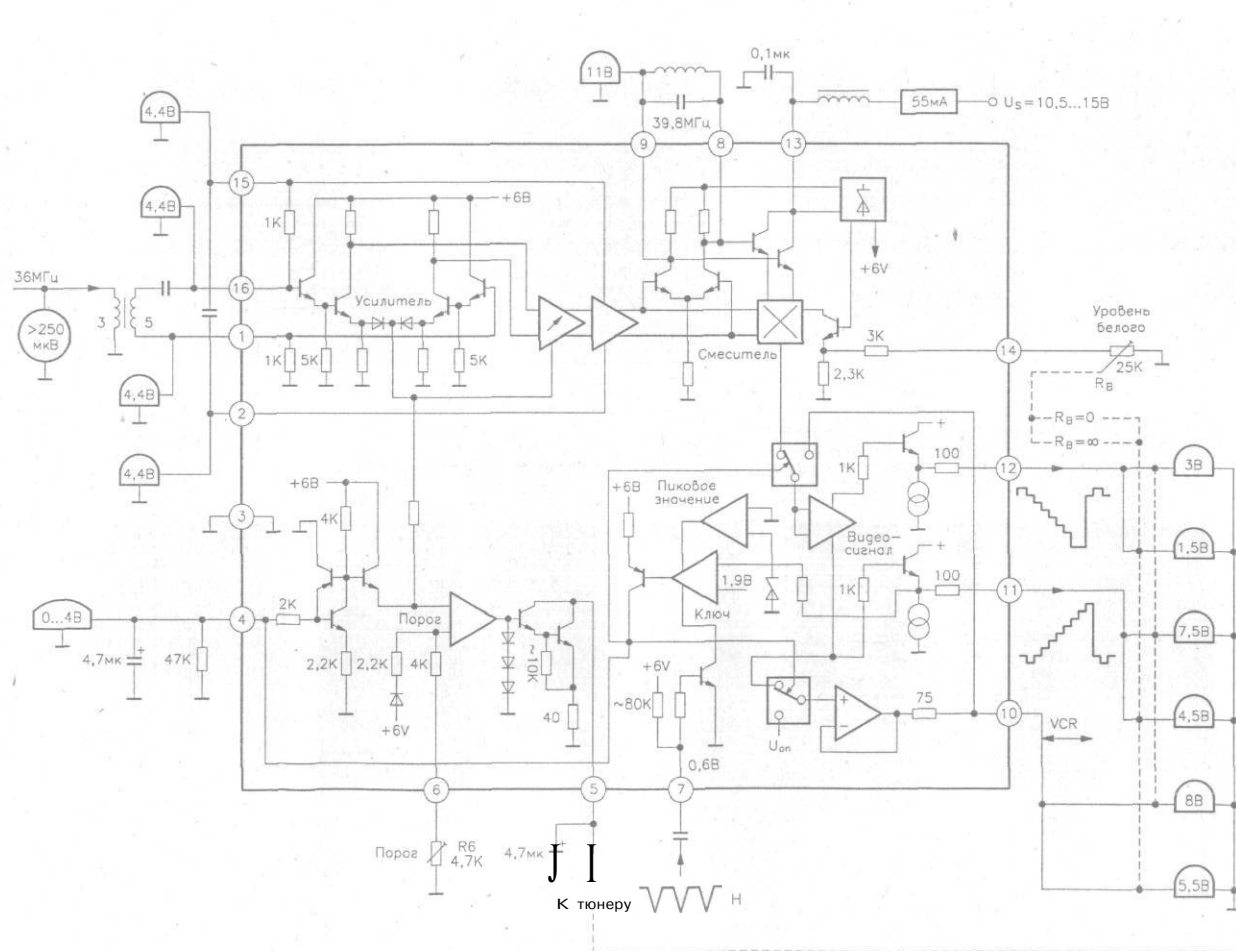 11В
0,1мк
55мА
U_S=10,5...15В
39,8МГц
4,4В
9
8
13
15
4,4В
+6В
1К
+6V
36МГц
16
Усилитель
3
5
>250
мкВ
1
Уровень
белого
Смеситель
3К
14
25К
1К
5К
5К
2,3К
R_В
4,4В
2
R_В=0
R_В=∞
4,4В
+6В
+6В
Пиковое
значение
1К
100
12
3В
3
4К
Видео-
сигнал
1,5В
1,9В
Ключ
1К
100
11
0...4В
4
2К
Порог
7,5В
4,7мк
47К
2,2К
2,2К
4К
~10К
+6V
~80К
4,5В
+6V
40
75
10
VCR
U_оп
0,6В
6
5
7
8В
Порог
R6
4,7К
4,7мк
5,5В
К тюнеру
H